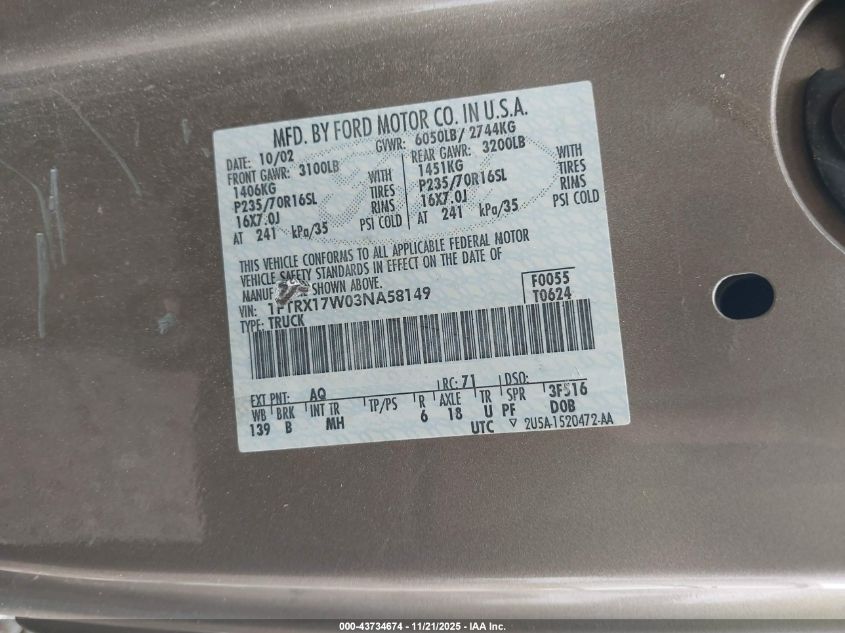 MFD. BY FORD MOTOR CO. IN U.S.A.
DATE: 10/02 GVWR: 6050LB/ 2744KG
FRONT GAWR: 3100LB REAR GAWR: 3200LB
1406KG WITH 1451KG WITH
P235/70R16SL TIRES P235/70R16SL TIRES
16X7.0J RIMS 16X7.0J RIMS
AT 241 kPa/35 PSI COLD AT 241 kPa/35 PSI COLD
THIS VEHICLE CONFORMS TO ALL APPLICABLE FEDERAL MOTOR
VEHICLE SAFETY STANDARDS IN EFFECT ON THE DATE OF
MANUF RE SHOWN ABOVE.
VIN: 1FTRX17W03NA58149 F0055
TYPE: TRUCK T0624
EXT PNT: AQ RC: 71 DSO:
WB BRK INT TR TP/PS R AXLE TR SPR 3F516
139 B MH 6 18 U PF DOB
UTC ▽ 2U5A-1520472-AA
000-43734674 - 11/21/2025 - IAA Inc.